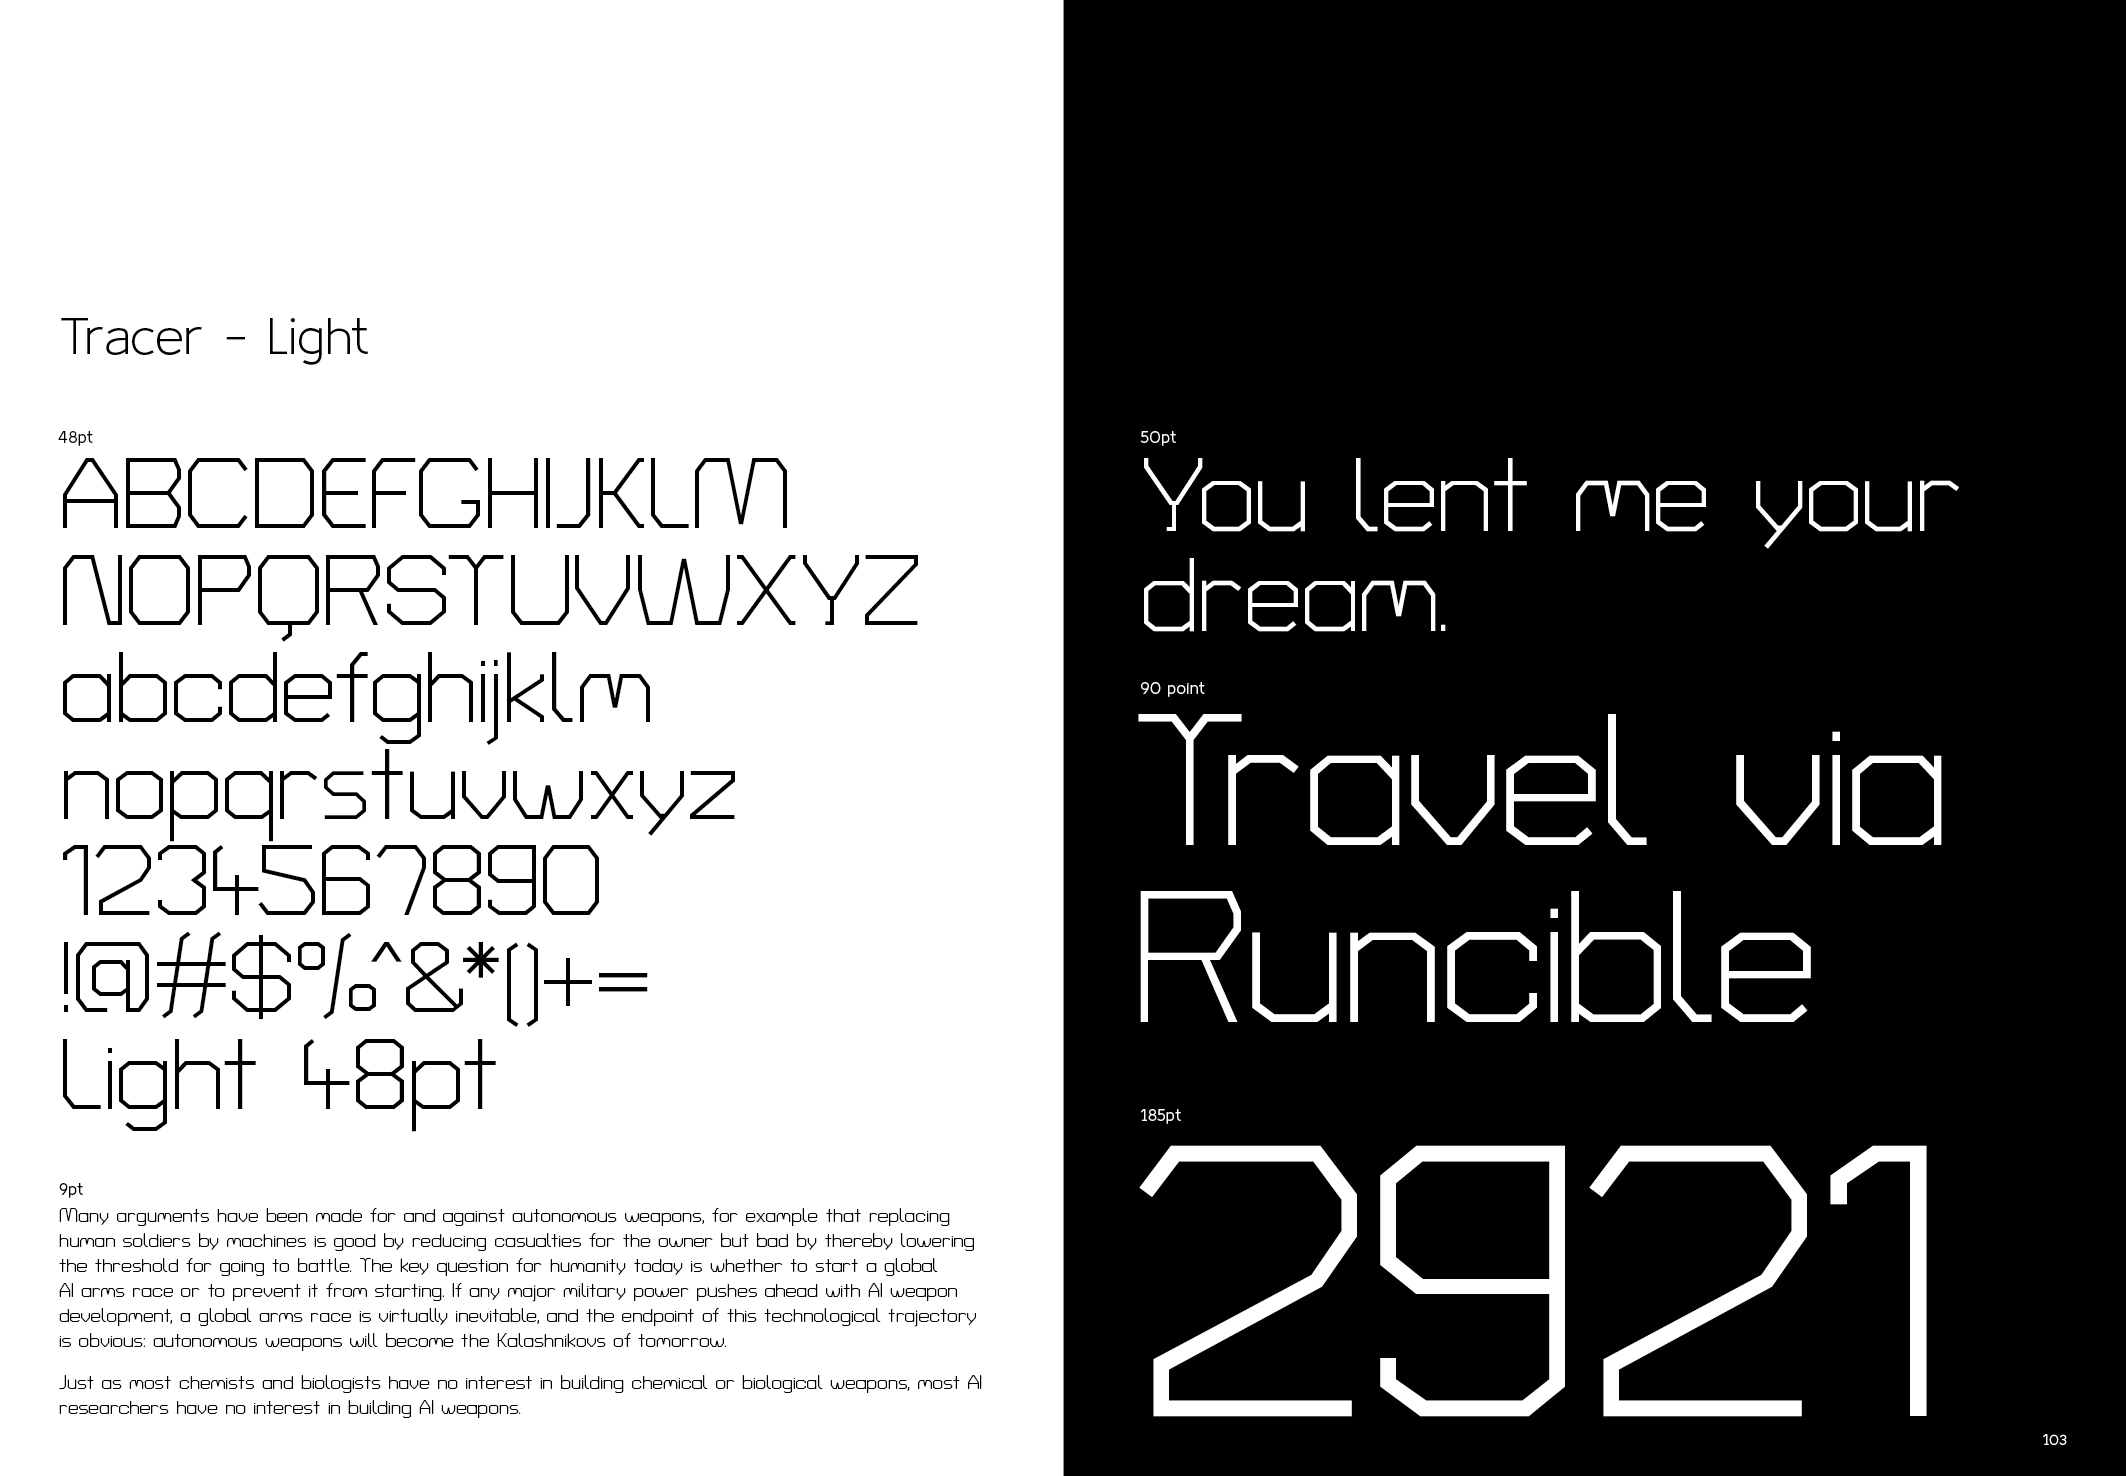 Tracer - Light
48pt
ABCDEFGHIJKLM
NOPQRSTUVWXYZ
abcdefghijklm
nopqrstuvwxyz
1234567890
!@#$%^&*()+=
Light 48pt
9pt
Many arguments have been made for and against autonomous weapons, for example that replacing
human soldiers by machines is good by reducing casualties for the owner but bad by thereby lowering
the threshold for going to battle. The key question for humanity today is whether to start a global
AI arms race or to prevent it from starting. If any major military power pushes ahead with AI weapon
development, a global arms race is virtually inevitable, and the endpoint of this technological trajectory
is obvious: autonomous weapons will become the Kalashnikovs of tomorrow.
Just as most chemists and biologists have no interest in building chemical or biological weapons, most AI
researchers have no interest in building AI weapons.
50pt
You lent me your
dream.
90 point
Travel via
Runcible
185pt
2921
103